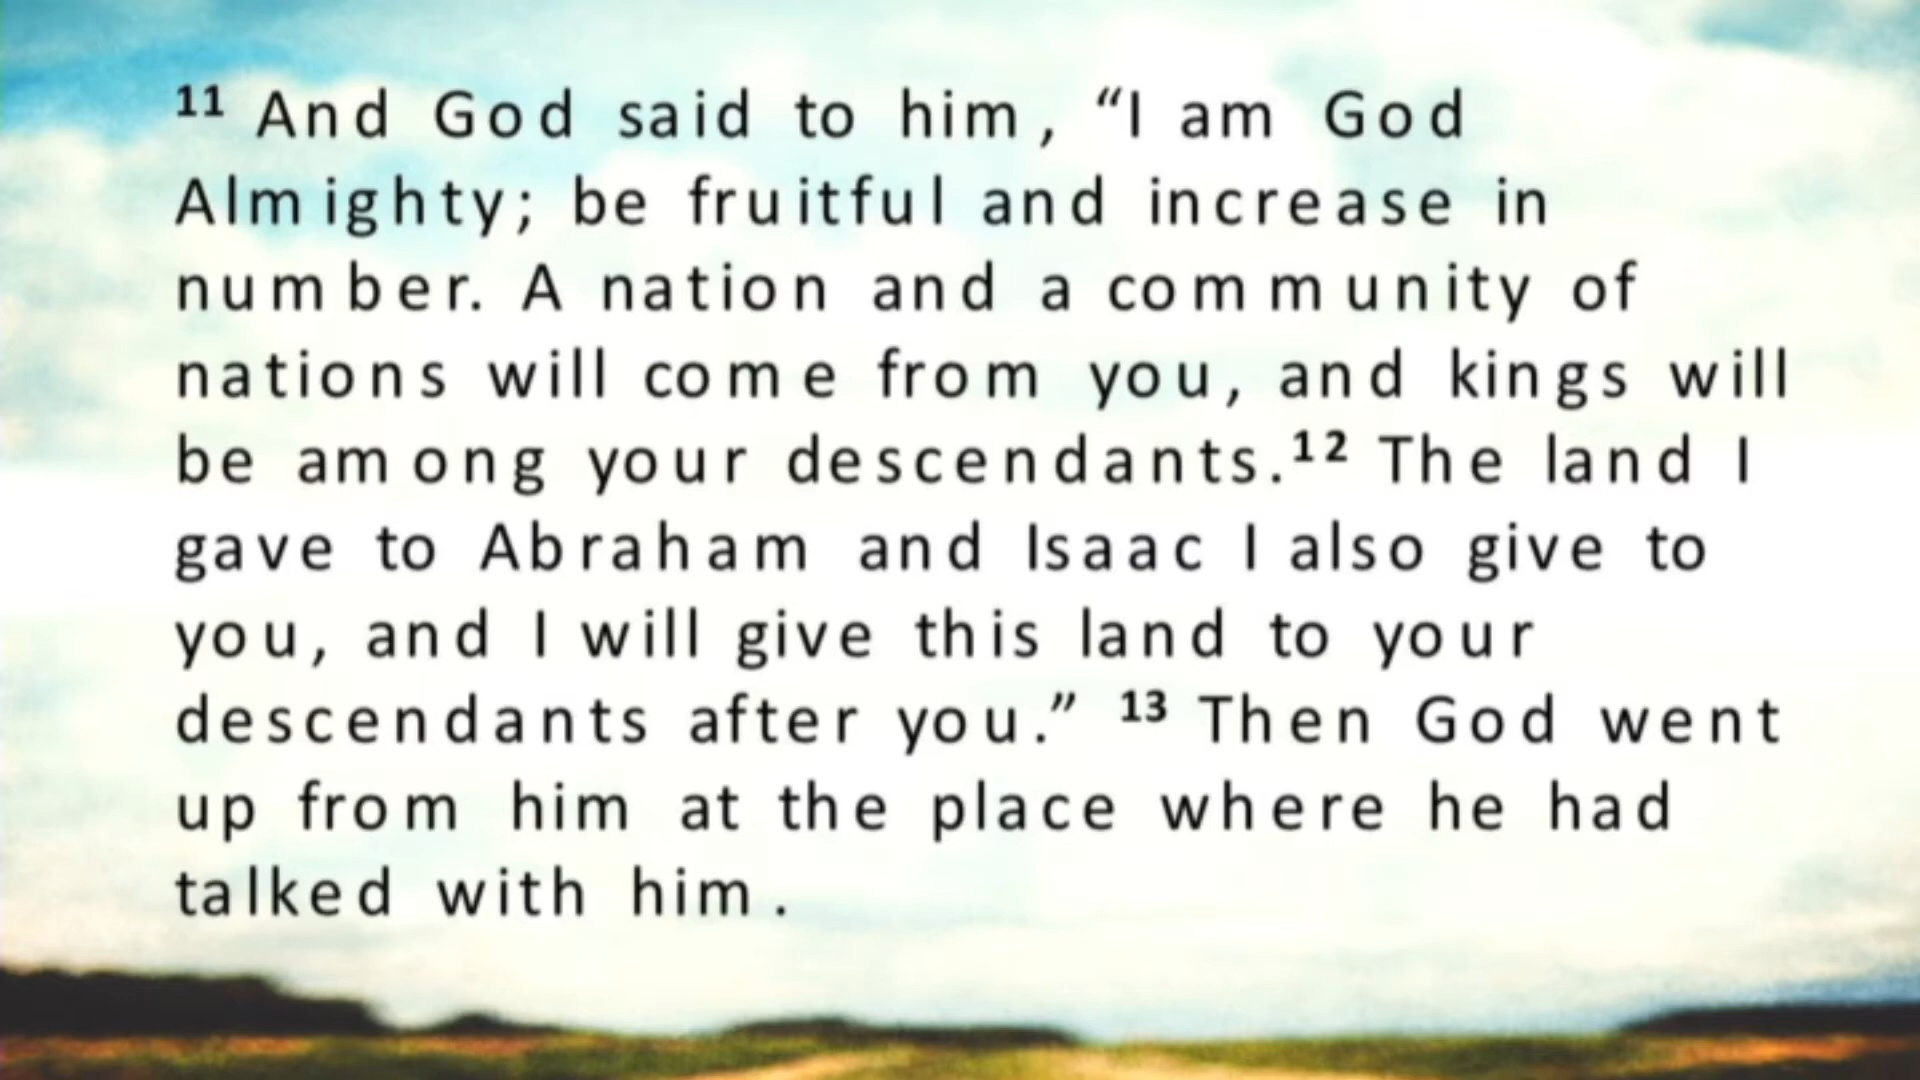 11 And God said to him, “I am God
Almighty; be fruitful and increase in
number. A nation and a community of
nations will come from you, and kings will
be among your descendants.12 The land I
gave to Abraham and Isaac I also give to
you, and I will give this land to your
descendants after you.” 13 Then God went
up from him at the place where he had
talked with him.